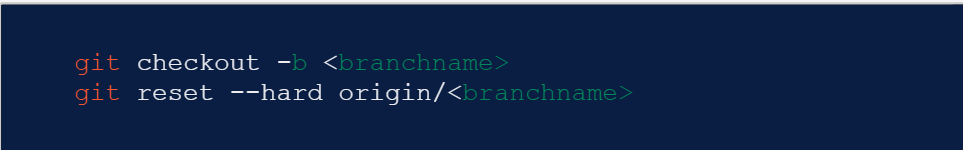 git checkout -b <branchname>
git reset --hard origin/<branchname>